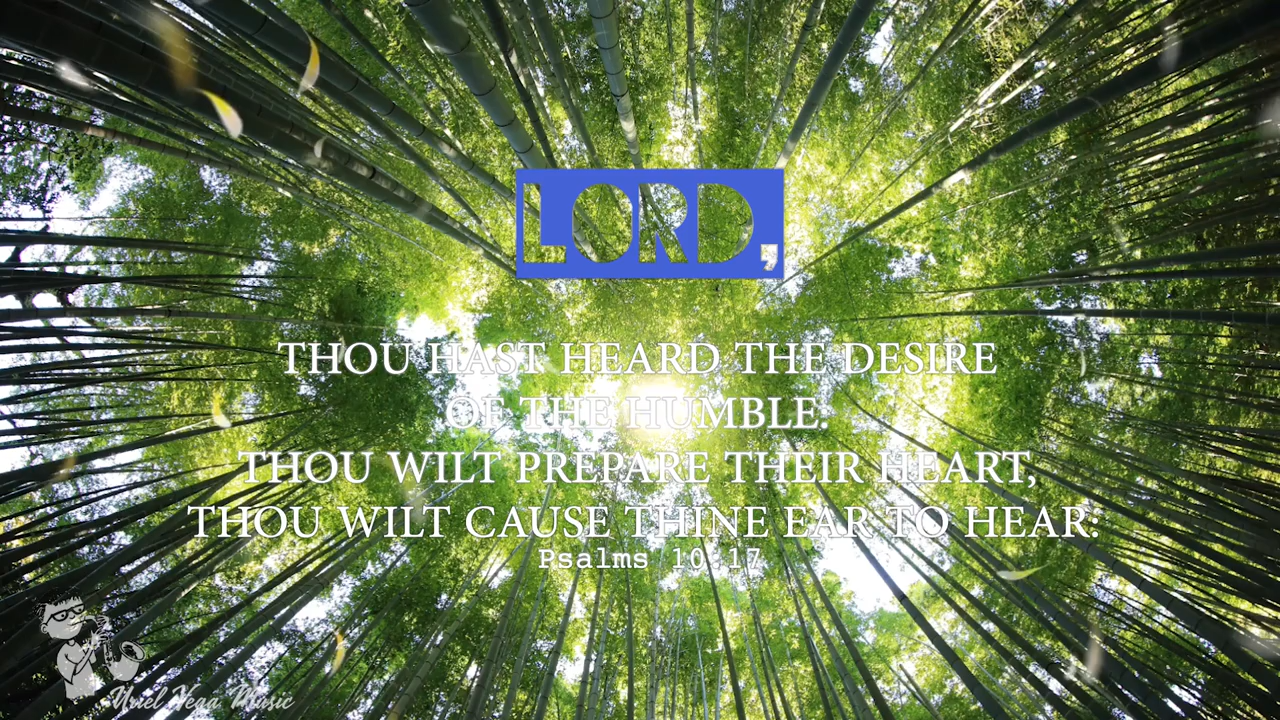 LORD,
THOU HAST HEARD THE DESIRE
OF THE HUMBLE:
THOU WILT PREPARE THEIR HEART,
THOU WILT CAUSE THINE EAR TO HEAR:
Psalms 10:17
Uriel Vega Music